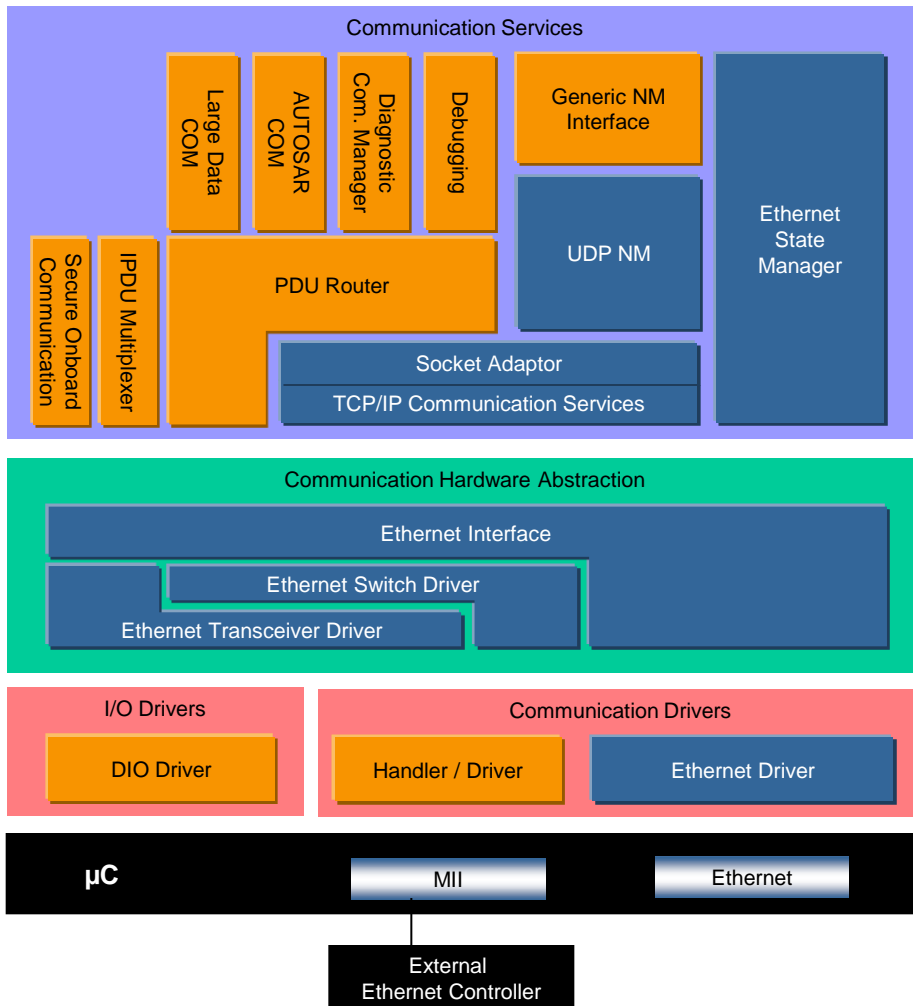 Communication Services
Large Data
COM
AUTOSAR
COM
Diagnostic
Com. Manager
Debugging
Generic NM
Interface
Ethernet
State
Manager
UDP NM
Secure Onboard
Communication
IPDU Multiplexer
PDU Router
Socket Adaptor
TCP/IP Communication Services
Communication Hardware Abstraction
Ethernet Interface
Ethernet Switch Driver
Ethernet Transceiver Driver
I/O Drivers
Communication Drivers
DIO Driver
Handler / Driver
Ethernet Driver
µC
MII
Ethernet
External
Ethernet Controller